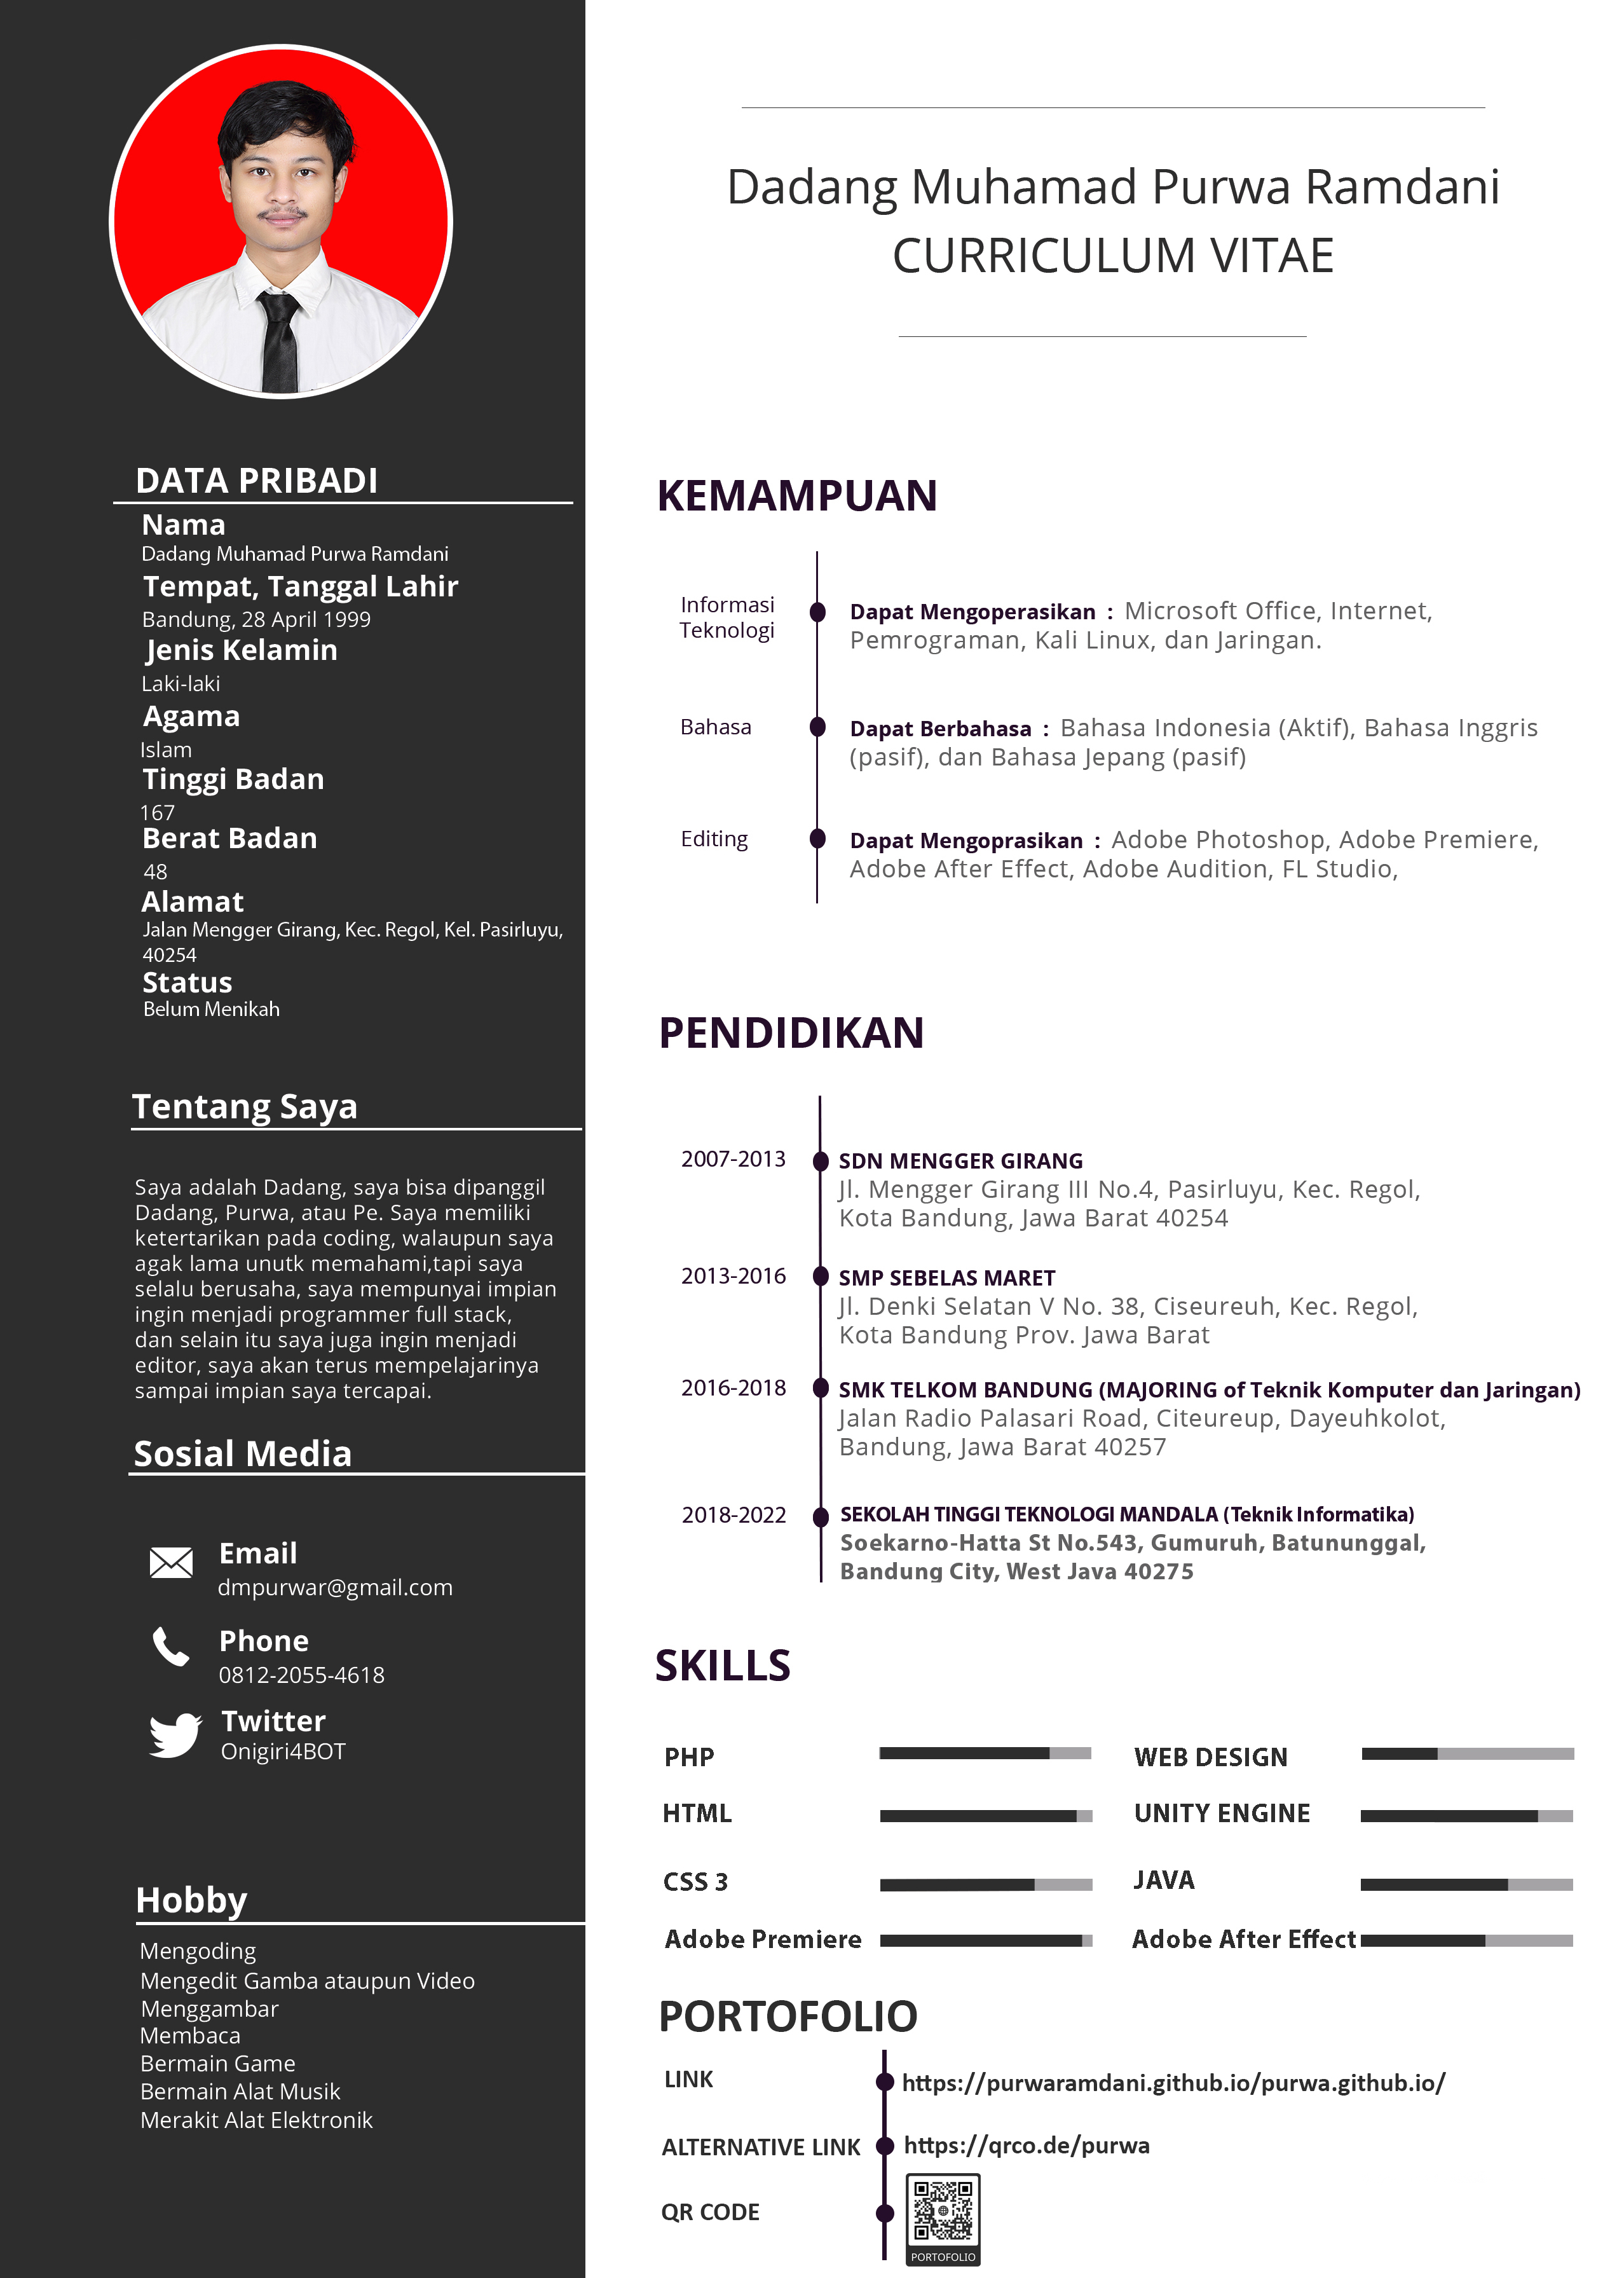 Dadang Muhamad Purwa Ramdani
CURRICULUM VITAE
DATA PRIBADI
Nama
Dadang Muhamad Purwa Ramdani
Tempat, Tanggal Lahir
Bandung, 28 April 1999
Jenis Kelamin
Laki-laki
Agama
Islam
Tinggi Badan
167
Berat Badan
48
Alamat
Jalan Mengger Girang, Kec. Regol, Kel. Pasirluyu,
40254
Status
Belum Menikah
Tentang Saya
Saya adalah Dadang, saya bisa dipanggil
Dadang, Purwa, atau Pe. Saya memiliki
ketertarikan pada coding, walaupun saya
agak lama unutk memahami,tapi saya
selalu berusaha, saya mempunyai impian
ingin menjadi programmer full stack,
dan selain itu saya juga ingin menjadi
editor, saya akan terus mempelajarinya
sampai impian saya tercapai.
Sosial Media
Email
dmpurwar@gmail.com
Phone
0812-2055-4618
Twitter
Onigiri4BOT
Hobby
Mengoding
Mengedit Gamba ataupun Video
Menggambar
Membaca
Bermain Game
Bermain Alat Musik
Merakit Alat Elektronik
KEMAMPUAN
Informasi
Teknologi
Dapat Mengoperasikan : Microsoft Office, Internet,
Pemrograman, Kali Linux, dan Jaringan.
Bahasa
Dapat Berbahasa : Bahasa Indonesia (Aktif), Bahasa Inggris
(pasif), dan Bahasa Jepang (pasif)
Editing
Dapat Mengoprasikan : Adobe Photoshop, Adobe Premiere,
Adobe After Effect, Adobe Audition, FL Studio,
PENDIDIKAN
2007-2013
SDN MENGGER GIRANG
Jl. Mengger Girang III No.4, Pasirluyu, Kec. Regol,
Kota Bandung, Jawa Barat 40254
2013-2016
SMP SEBELAS MARET
Jl. Denki Selatan V No. 38, Ciseureuh, Kec. Regol,
Kota Bandung Prov. Jawa Barat
2016-2018
SMK TELKOM BANDUNG (MAJORING of Teknik Komputer dan Jaringan)
Jalan Radio Palasari Road, Citeureup, Dayeuhkolot,
Bandung, Jawa Barat 40257
2018-2022
SEKOLAH TINGGI TEKNOLOGI MANDALA (Teknik Informatika)
Soekarno-Hatta St No.543, Gumuruh, Batununggal,
Bandung City, West Java 40275
SKILLS
PHP
WEB DESIGN
HTML
UNITY ENGINE
CSS 3
JAVA
Adobe Premiere
Adobe After Effect
PORTOFOLIO
LINK
https://purwaramdani.github.io/purwa.github.io/
ALTERNATIVE LINK
https://qrco.de/purwa
QR CODE
PORTOFOLIO